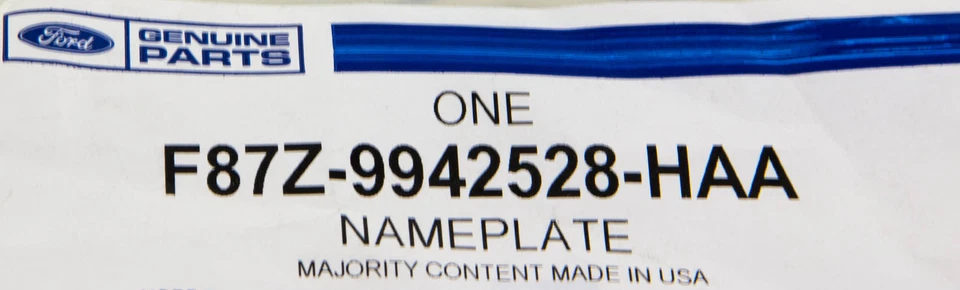 Ford
GENUINE
PARTS
ONE
F87Z-9942528-HAA
NAMEPLATE
MAJORITY CONTENT MADE IN USA